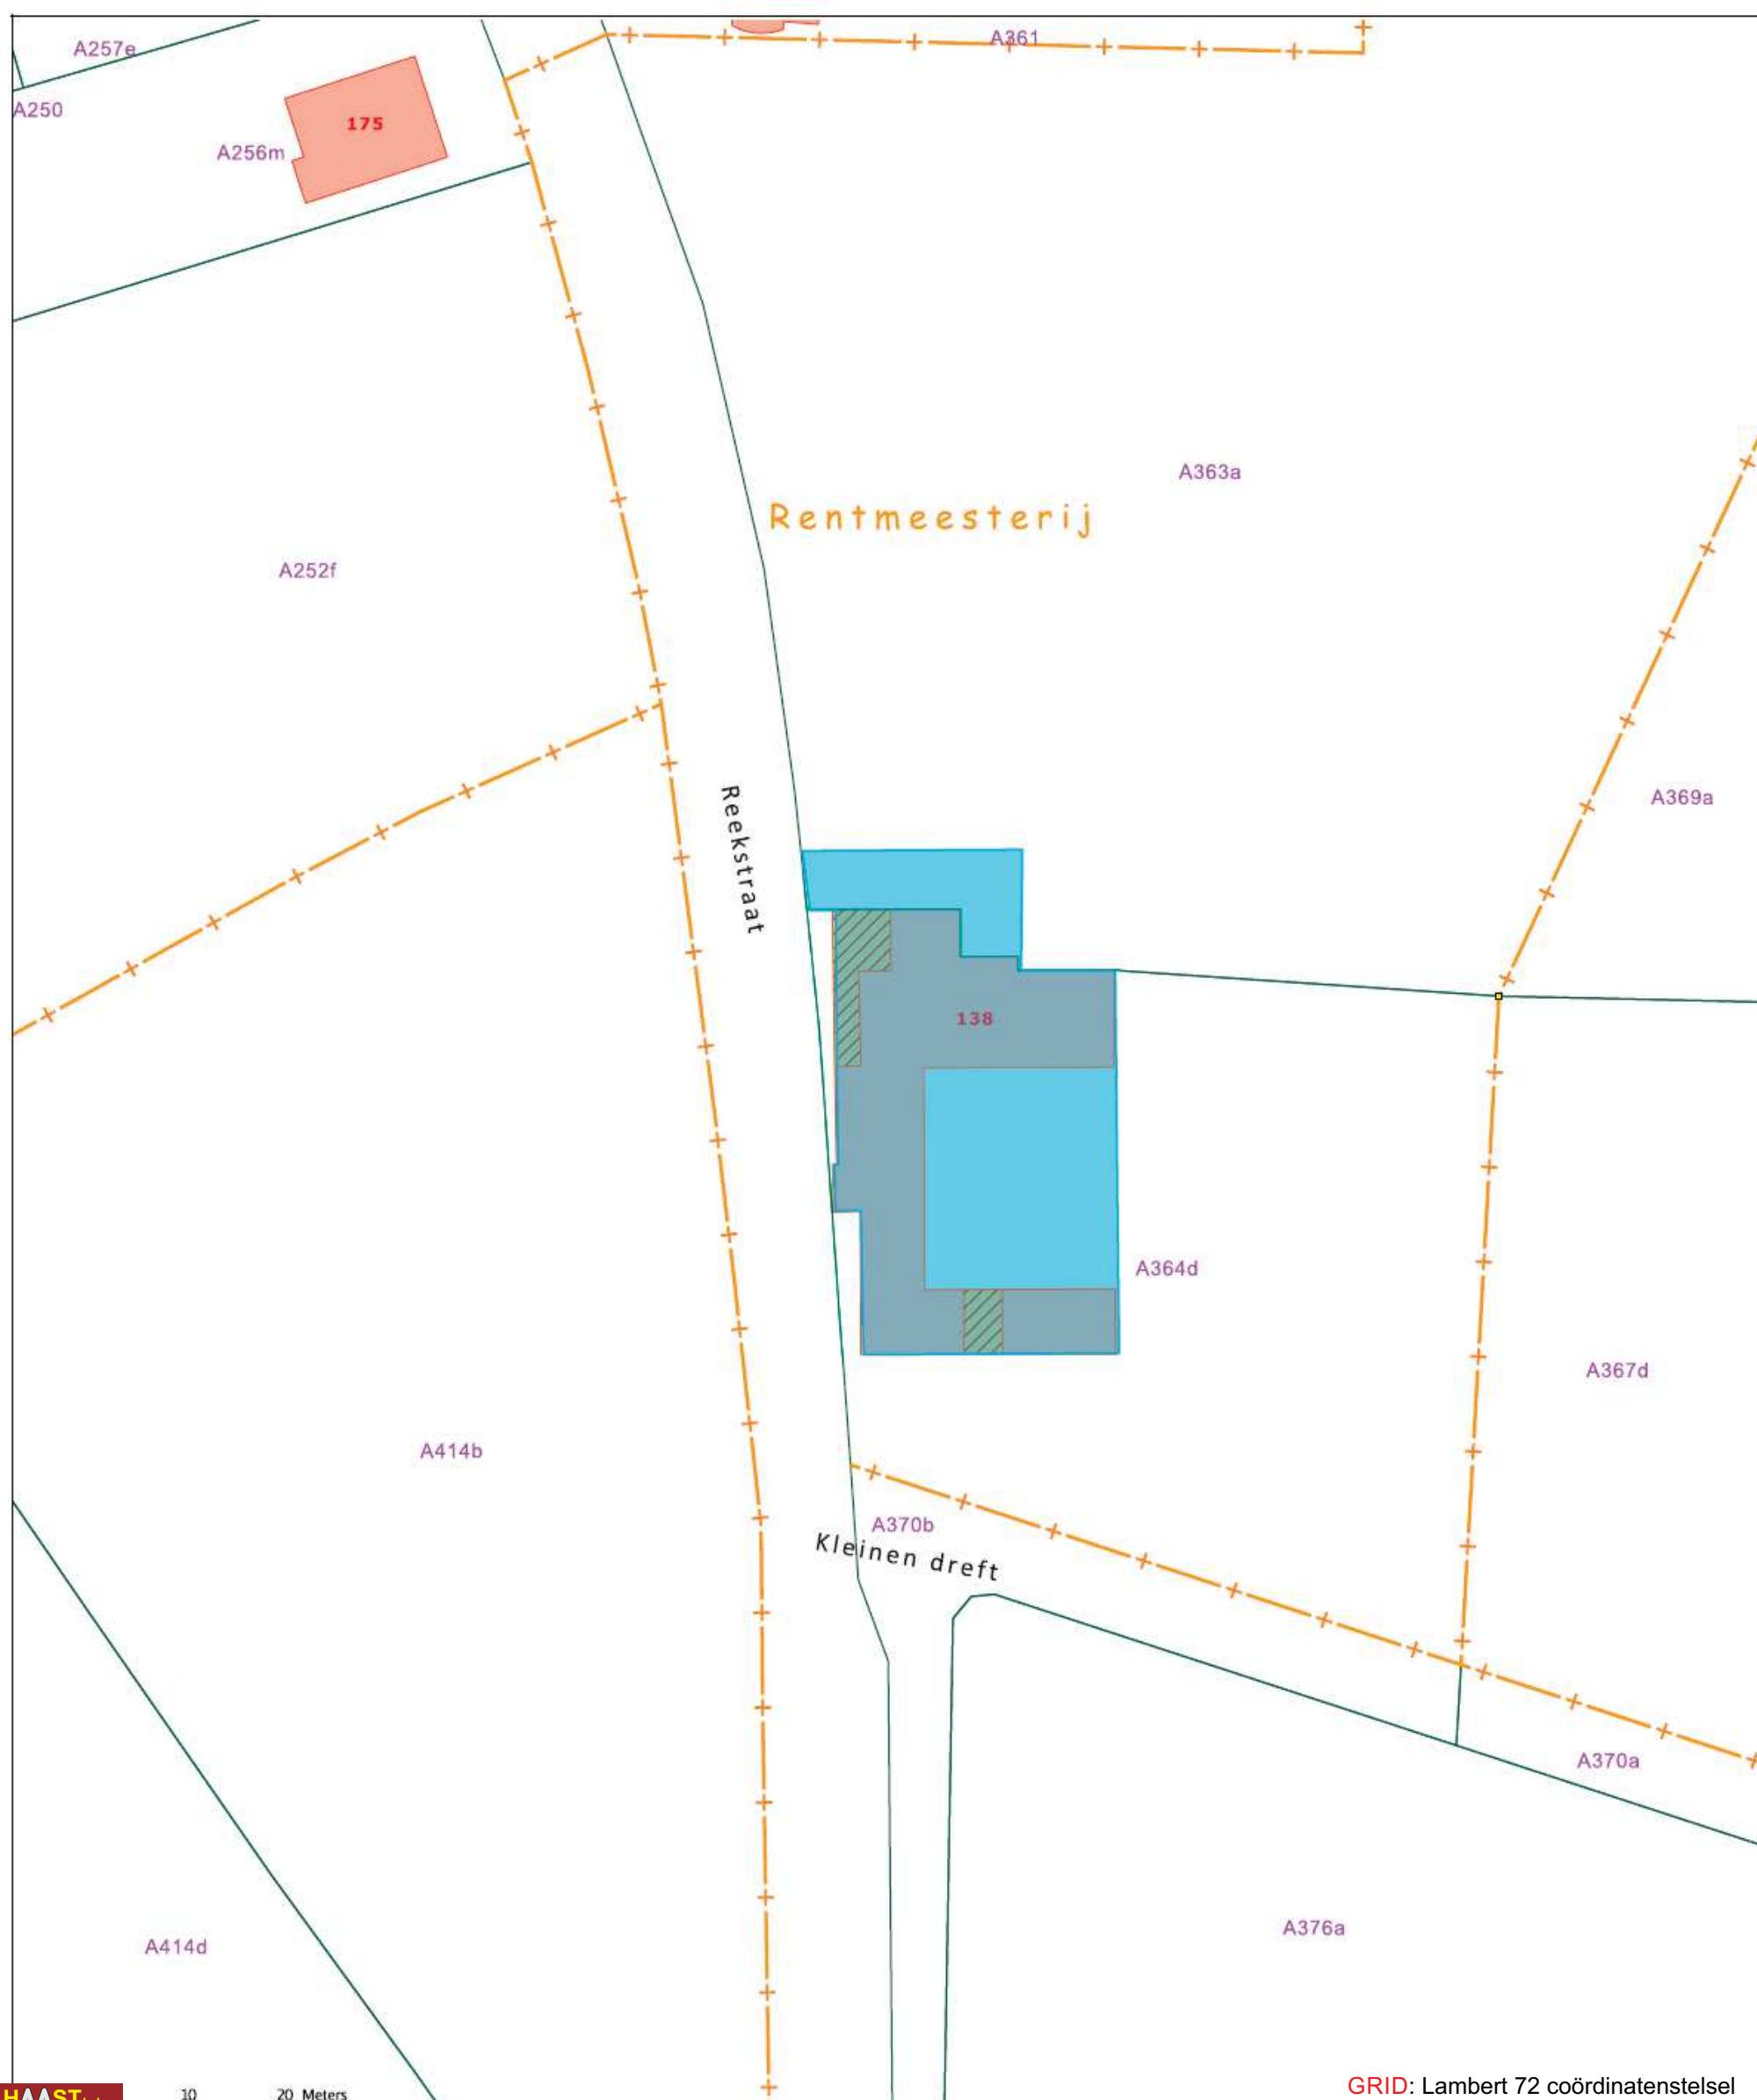 A361
A257e
A250
175
A256m
A363a
Rentmeesterij
A252f
A369a
Reekstraat
138
A364d
A367d
A414b
A370b
Kleinen dreft
A370a
A376a
A414d
GRID: Lambert 72 coördinatenstelsel
10 20 Meters